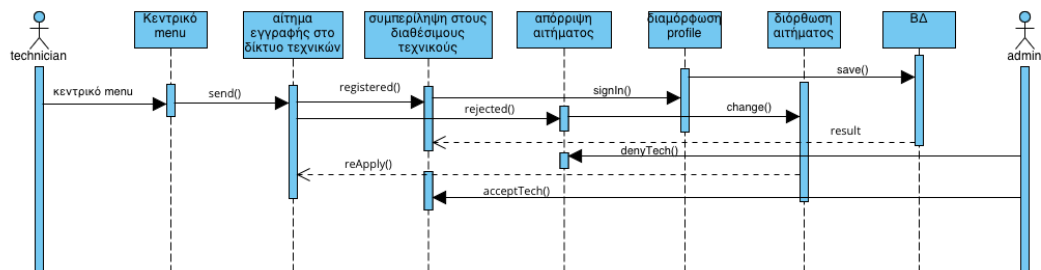 Κεντρικό
menu
αίτημα
εγγραφής στο
δίκτυο τεχνικών
συμπερίληψη στους
διαθέσιμους
τεχνικούς
απόρριψη
αιτήματος
διαμόρφωση
profile
διόρθωση
αιτήματος
ΒΔ
technician
admin
κεντρικό menu
send()
registered()
rejected()
signIn()
change()
save()
result
denyTech()
reApply()
acceptTech()